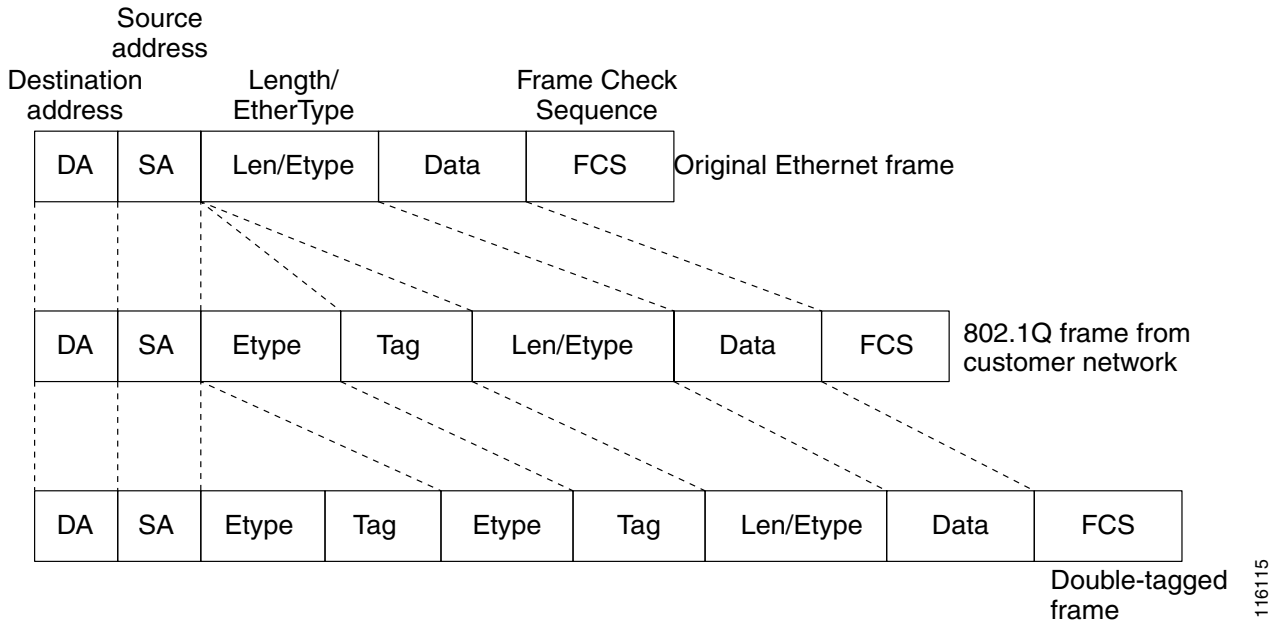 Source
address
Destination
address
Length/
EtherType
Frame Check
Sequence
DA SA Len/Etype Data FCS Original Ethernet frame
DA SA Etype Tag Len/Etype Data FCS
802.1Q frame from
customer network
DA SA Etype Tag Etype Tag Len/Etype Data FCS
Double-tagged
frame
116115